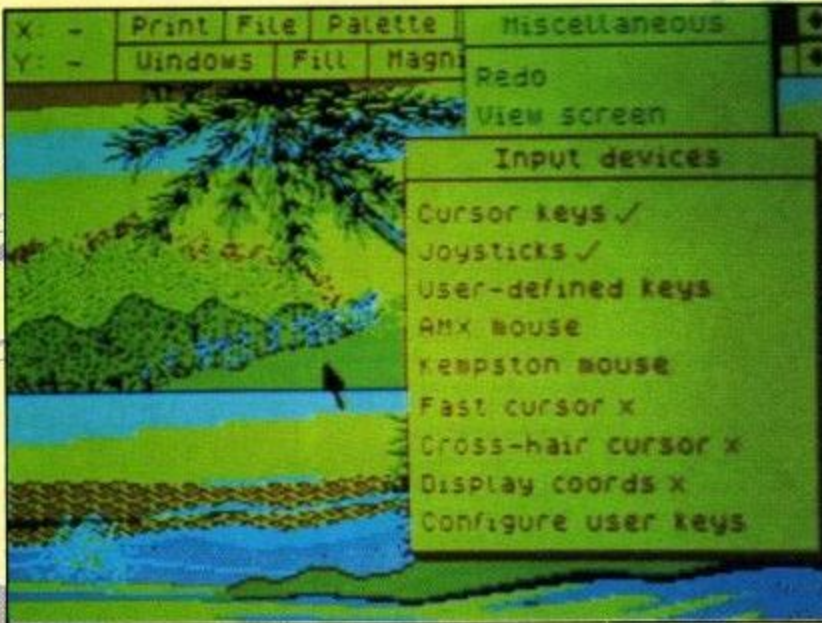 X: - Print File Palette Miscellaneous
Y: - Windows Fill Magni
Redo
View screen
Input devices
Cursor keys ✓
Joysticks ✓
User-defined keys
AMX mouse
Kempston mouse
Fast cursor x
Cross-hair cursor x
Display coords x
Configure user keys